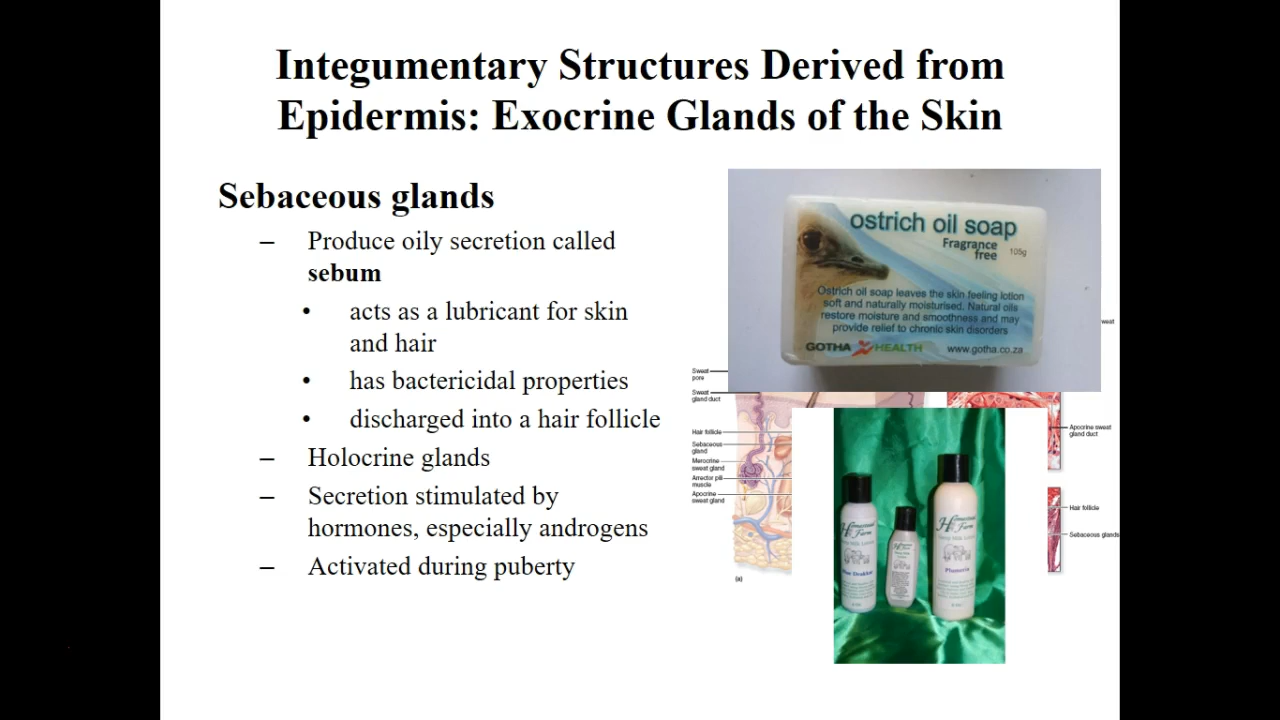 Integumentary Structures Derived from
Epidermis: Exocrine Glands of the Skin
Sebaceous glands
– Produce oily secretion called
sebum
• acts as a lubricant for skin
and hair
• has bactericidal properties
• discharged into a hair follicle
– Holocrine glands
– Secretion stimulated by
hormones, especially androgens
– Activated during puberty
ostrich oil soap
Fragrance
free
105g
Ostrich oil soap leaves the skin feeling lotion
soft and naturally moisturised. Natural oils
restore moisture and smoothness and may
provide relief to chronic skin disorders
GOTHA HEALTH www.gotha.co.za
weat
Sweat
pore
Sweat
gland duct
Hair follicle
Sebaceous
gland
Merocrine
sweat gland
Arrector pili
muscle
Apocrine
sweat gland
(a)
Apocrine sweat
gland duct
Hair follicle
Sebaceous glands
Farm
Plumeria